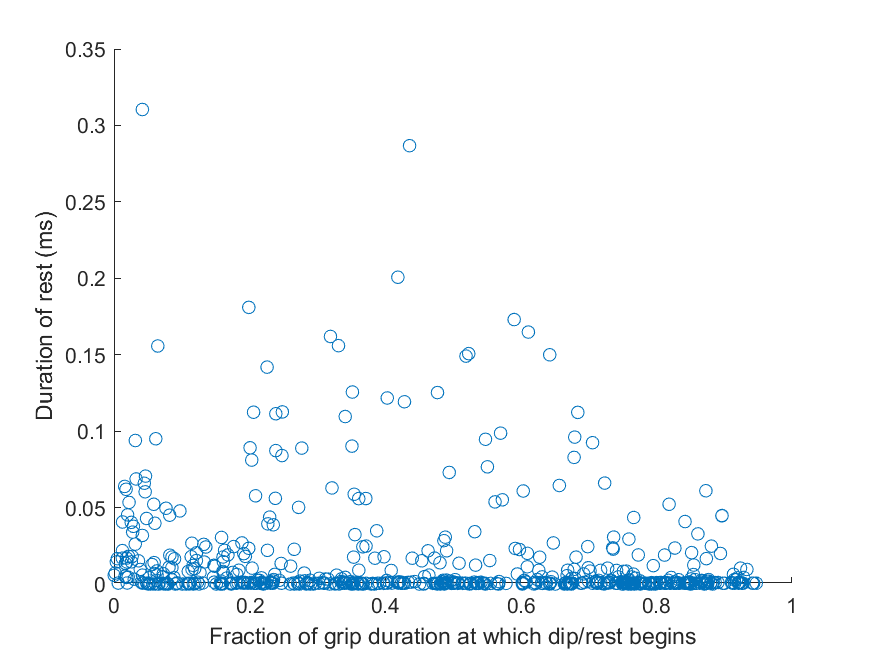 0.35
0.3
0.25
0.2
0.15
0.1
0.05
0
0 0.2 0.4 0.6 0.8 1
Duration of rest (ms)
Fraction of grip duration at which dip/rest begins